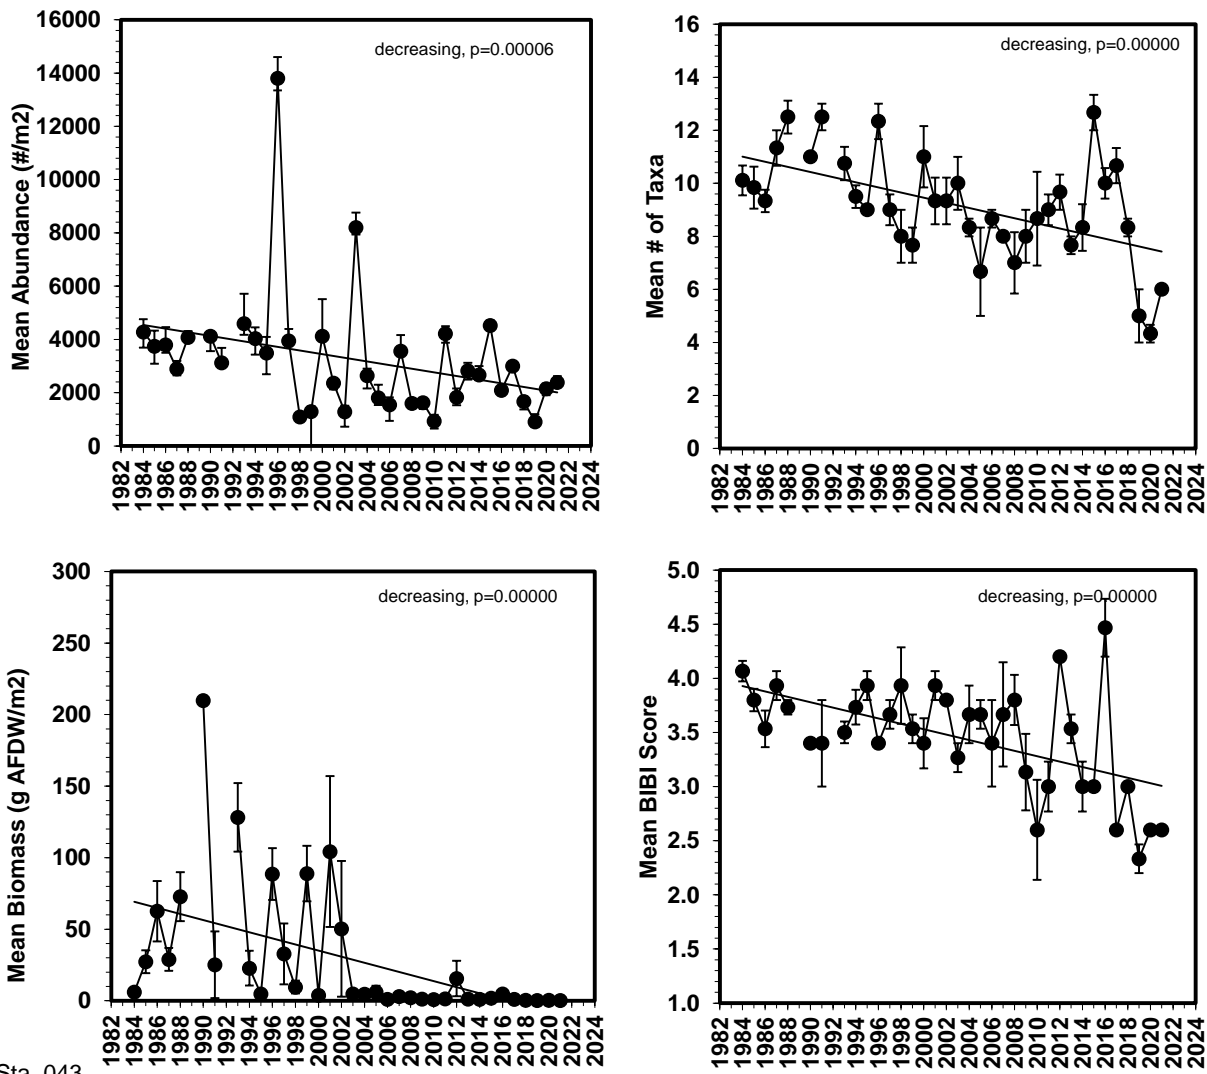 16000
14000
12000
10000
8000
6000
4000
2000
0
Mean Abundance (#/m2)
decreasing, p=0.00006
1982 1984 1986 1988 1990 1992 1994 1996 1998 2000 2002 2004 2006 2008 2010 2012 2014 2016 2018 2020 2022 2024
16
14
12
10
8
6
4
2
0
Mean # of Taxa
decreasing, p=0.00000
1982 1984 1986 1988 1990 1992 1994 1996 1998 2000 2002 2004 2006 2008 2010 2012 2014 2016 2018 2020 2022 2024
300
250
200
150
100
50
0
Mean Biomass (g AFDW/m2)
decreasing, p=0.00000
1982 1984 1986 1988 1990 1992 1994 1996 1998 2000 2002 2004 2006 2008 2010 2012 2014 2016 2018 2020 2022 2024
5.0
4.5
4.0
3.5
3.0
2.5
2.0
1.5
1.0
Mean BIBI Score
decreasing, p=0.00000
1982 1984 1986 1988 1990 1992 1994 1996 1998 2000 2002 2004 2006 2008 2010 2012 2014 2016 2018 2020 2022 2024
Sta. 043